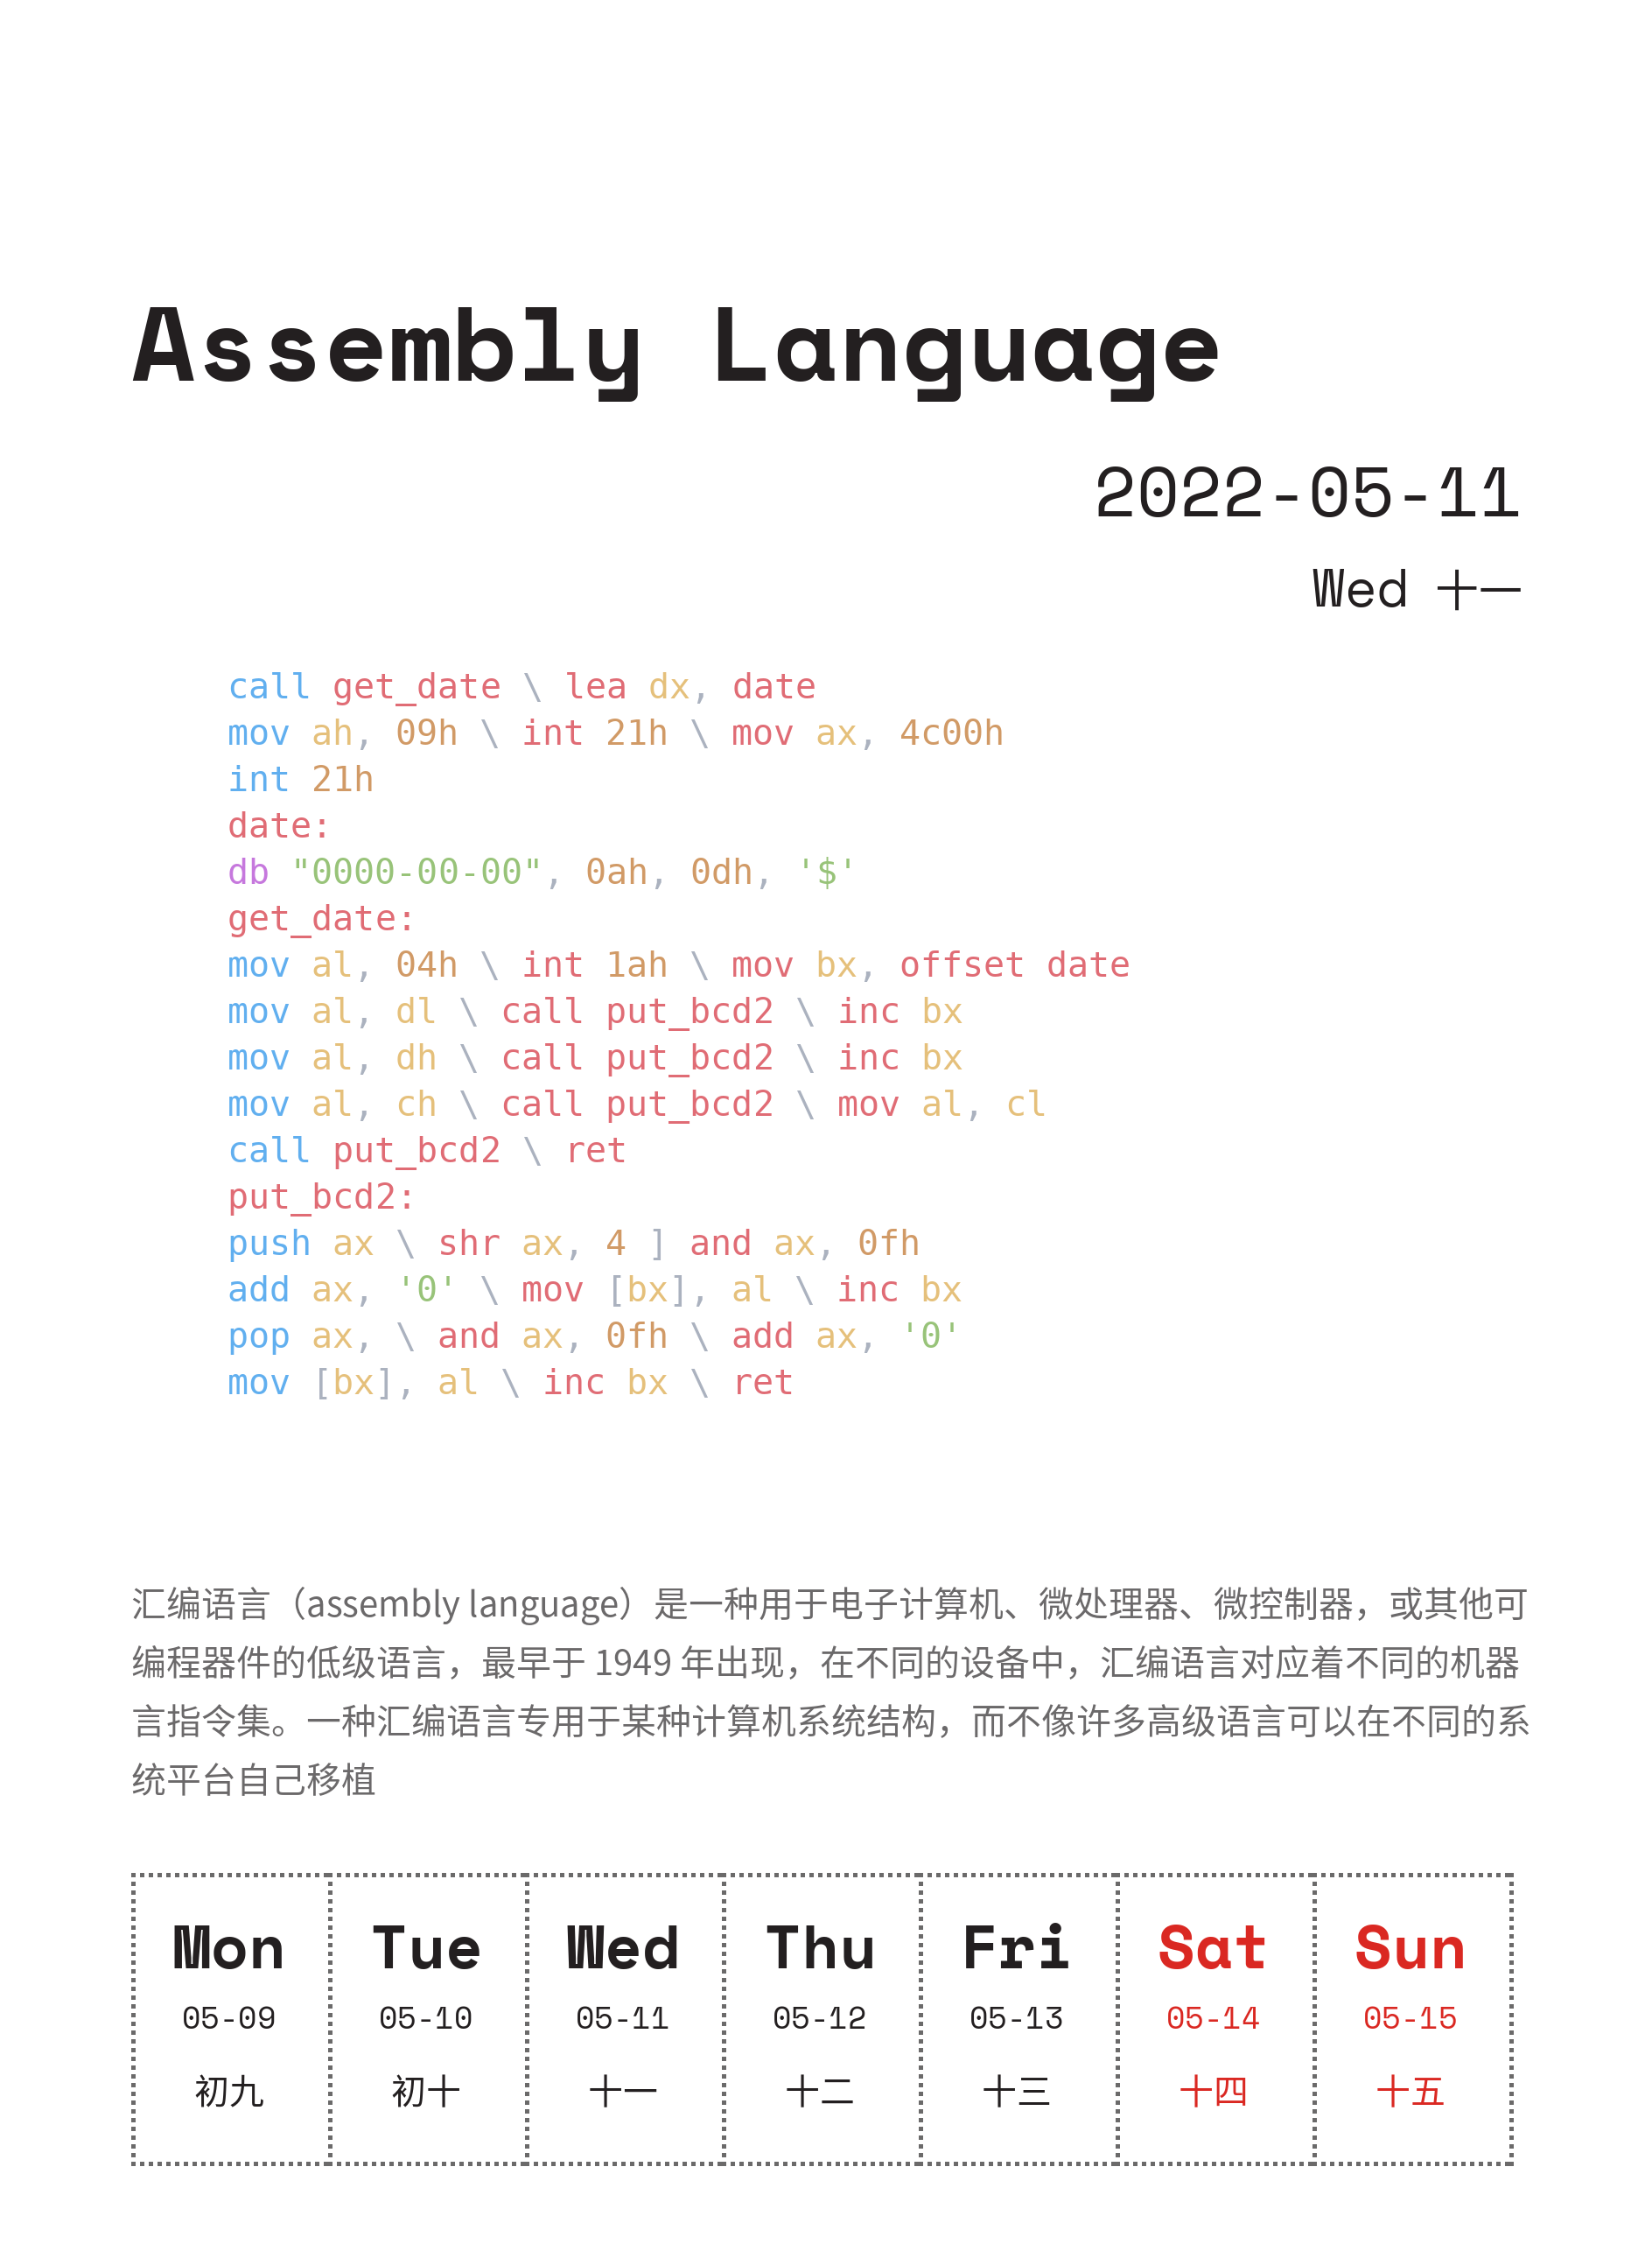 Assembly Language
2022-05-11
Wed 十一
call get_date \ lea dx, date
mov ah, 09h \ int 21h \ mov ax, 4c00h
int 21h
date:
db "0000-00-00", 0ah, 0dh, '$'
get_date:
mov al, 04h \ int 1ah \ mov bx, offset date
mov al, dl \ call put_bcd2 \ inc bx
mov al, dh \ call put_bcd2 \ inc bx
mov al, ch \ call put_bcd2 \ mov al, cl
call put_bcd2 \ ret
put_bcd2:
push ax \ shr ax, 4 ] and ax, 0fh
add ax, '0' \ mov [bx], al \ inc bx
pop ax, \ and ax, 0fh \ add ax, '0'
mov [bx], al \ inc bx \ ret
汇编语言（assembly language）是一种用于电子计算机、微处理器、微控制器，或其他可
编程器件的低级语言，最早于 1949 年出现，在不同的设备中，汇编语言对应着不同的机器
言指令集。一种汇编语言专用于某种计算机系统结构，而不像许多高级语言可以在不同的系
统平台自己移植
Mon Tue Wed Thu Fri Sat Sun
05-09 05-10 05-11 05-12 05-13 05-14 05-15
初九 初十 十一 十二 十三 十四 十五